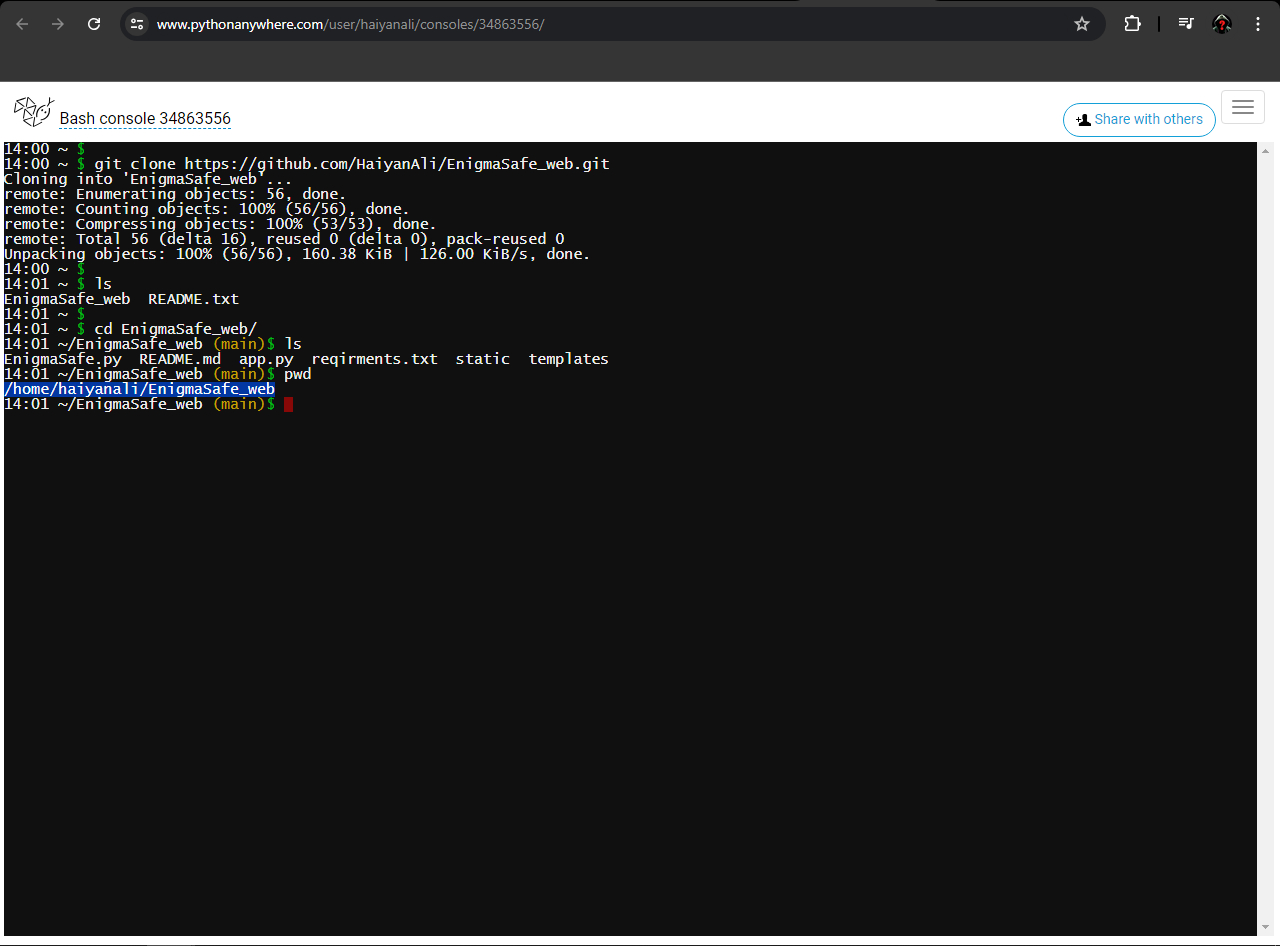 www.pythonanywhere.com/user/haiyanali/consoles/34863556/
Bash console 34863556
Share with others
14:00 ~ $
14:00 ~ $ git clone https://github.com/HaiyanAli/EnigmaSafe_web.git
Cloning into 'EnigmaSafe_web'...
remote: Enumerating objects: 56, done.
remote: Counting objects: 100% (56/56), done.
remote: Compressing objects: 100% (53/53), done.
remote: Total 56 (delta 16), reused 0 (delta 0), pack-reused 0
Unpacking objects: 100% (56/56), 160.38 KiB | 126.00 KiB/s, done.
14:00 ~ $
14:01 ~ $ ls
EnigmaSafe_web  README.txt
14:01 ~ $
14:01 ~ $ cd EnigmaSafe_web/
14:01 ~/EnigmaSafe_web (main)$ ls
EnigmaSafe.py  README.md  app.py  reqirments.txt  static  templates
14:01 ~/EnigmaSafe_web (main)$ pwd
/home/haiyanali/EnigmaSafe_web
14:01 ~/EnigmaSafe_web (main)$